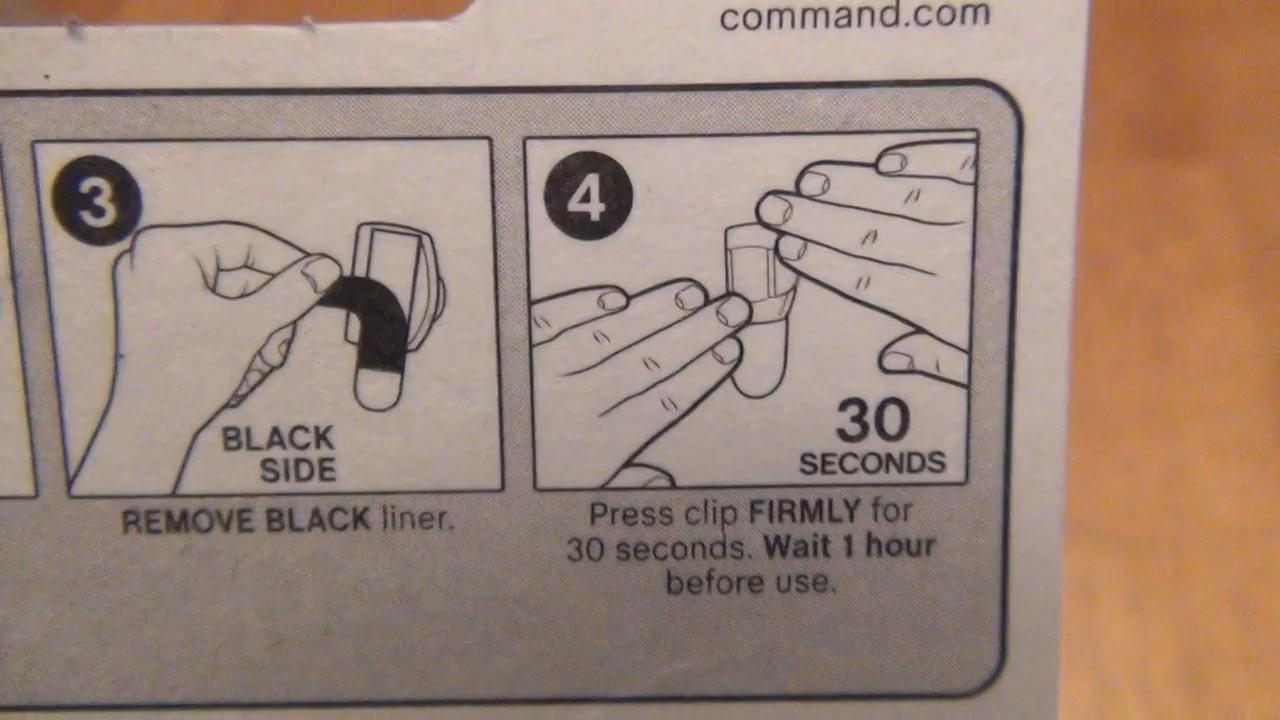 command.com
3
BLACK
SIDE
REMOVE BLACK liner.
4
30
SECONDS
Press clip FIRMLY for
30 seconds. Wait 1 hour
before use.